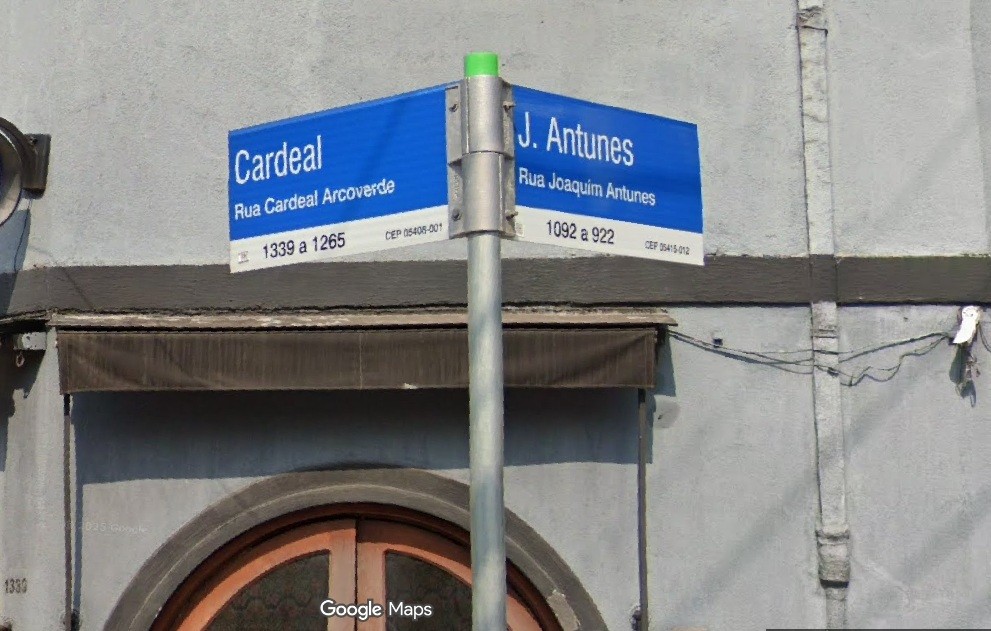 Cardeal
Rua Cardeal Arcoverde
1339 a 1265
CEP 05408-001
J. Antunes
Rua Joaquim Antunes
1092 a 922
CEP 05415-012
1339
Google Maps